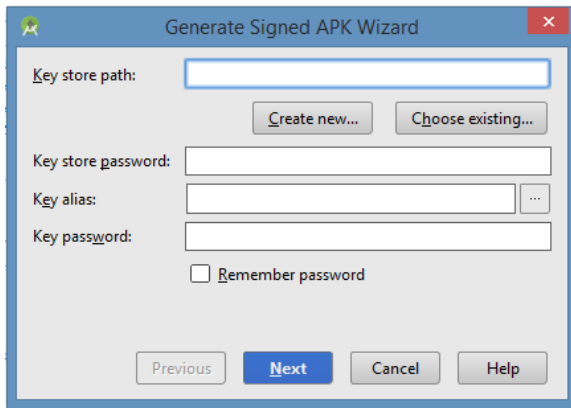 Generate Signed APK Wizard
Key store path:
Create new... Choose existing...
Key store password:
Key alias: ...
Key password:
Remember password
Previous Next Cancel Help